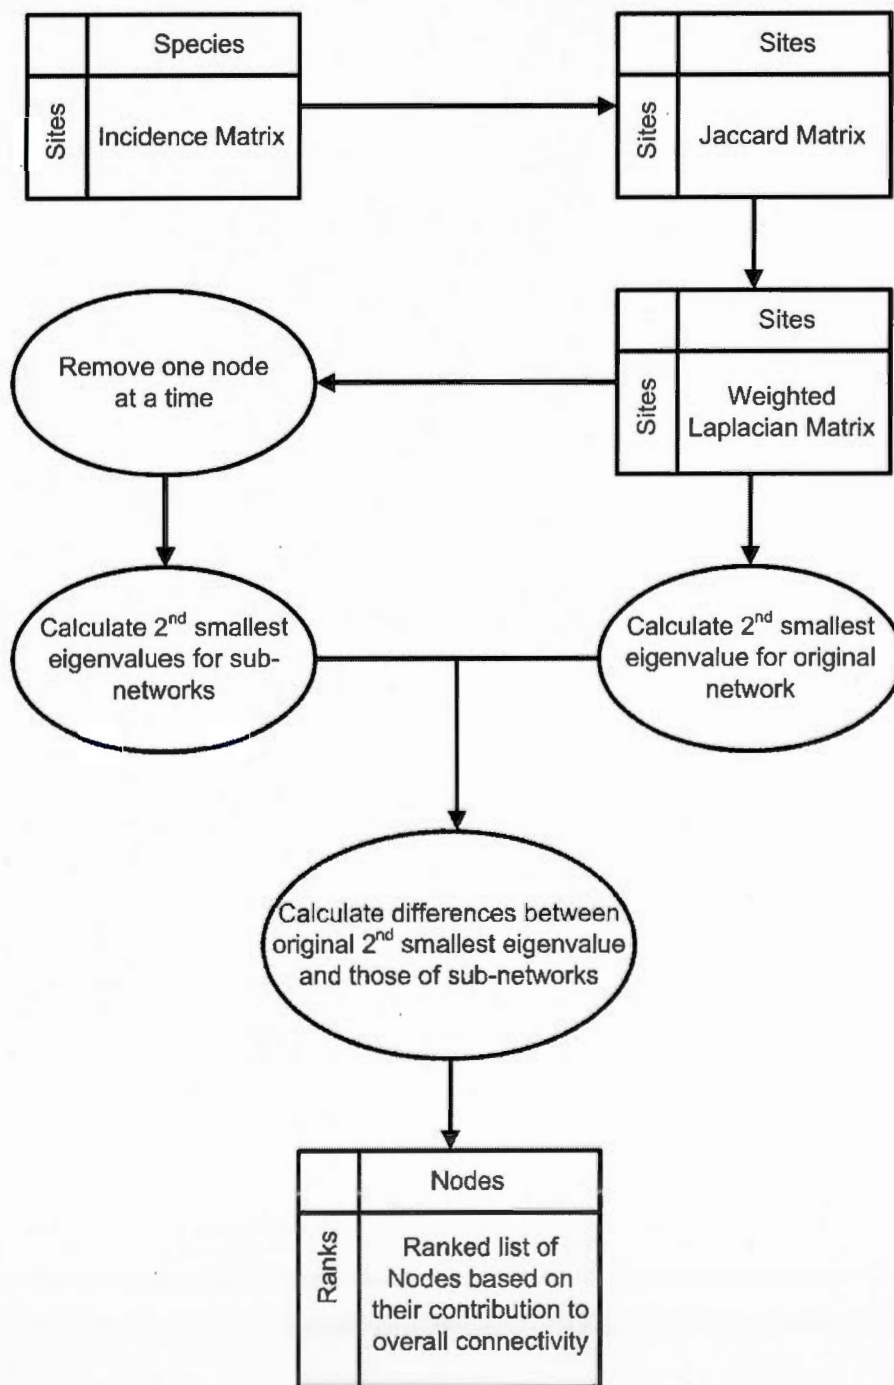 Species
Sites
Incidence Matrix
Sites
Sites
Jaccard Matrix
Sites
Sites
Weighted
Laplacian Matrix
Remove one node
at a time
Calculate 2nd smallest
eigenvalues for sub-
networks
Calculate 2nd smallest
eigenvalue for original
network
Calculate differences between
original 2nd smallest eigenvalue
and those of sub-networks
Nodes
Ranks
Ranked list of
Nodes based on
their contribution to
overall connectivity